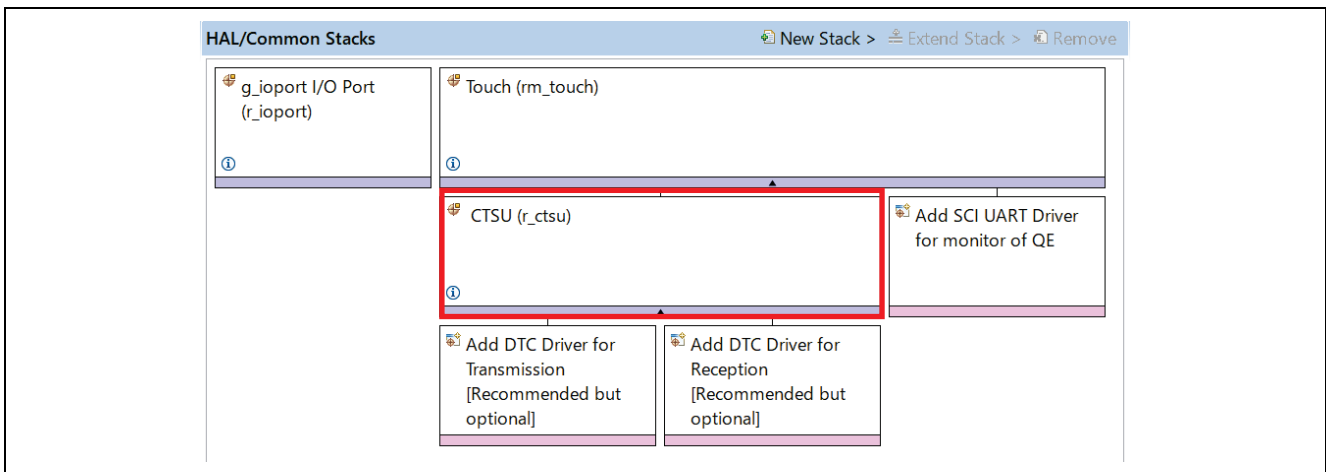 HAL/Common Stacks
New Stack > Extend Stack > Remove
g_ioport I/O Port
(r_ioport)
Touch (rm_touch)
CTSU (r_ctsu)
Add SCI UART Driver
for monitor of QE
Add DTC Driver for
Transmission
[Recommended but
optional]
Add DTC Driver for
Reception
[Recommended but
optional]